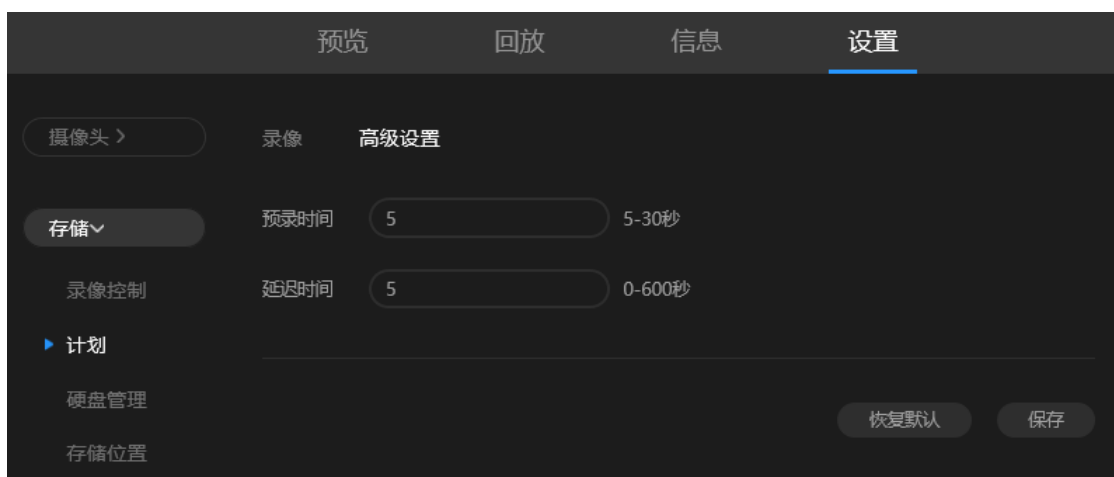 预览 回放 信息 设置
摄像头 >
录像 高级设置
预录时间 5 5-30秒
存储
延迟时间 5 0-600秒
录像控制
计划
硬盘管理
恢复默认 保存
存储位置